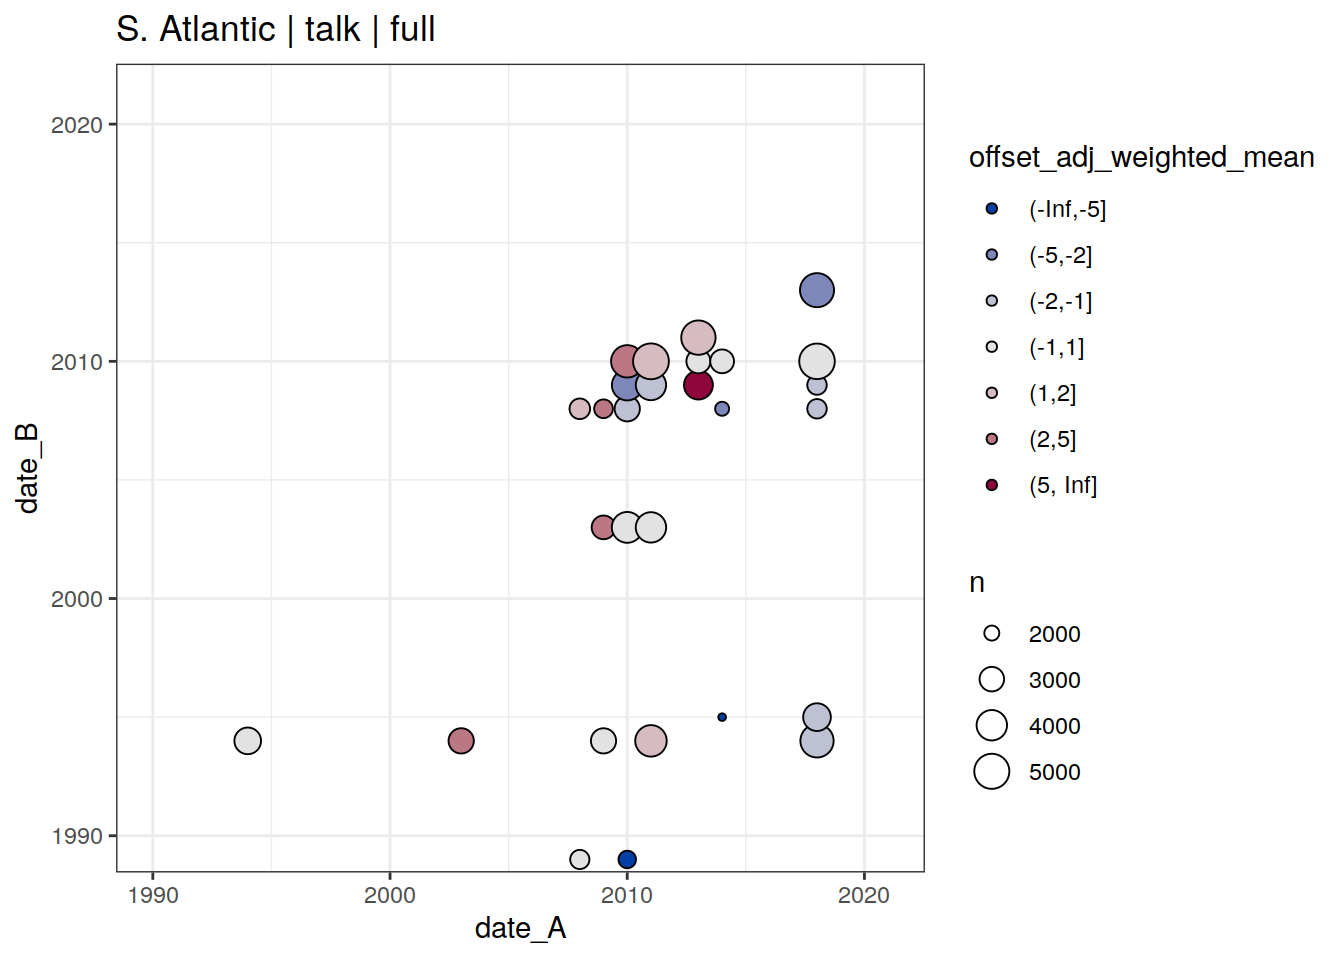 S. Atlantic | talk | full
2020
2010
2000
1990
date_B
1990
2000
2010
2020
date_A
offset_adj_weighted_mean
(-Inf,-5]
(-5,-2]
(-2,-1]
(-1,1]
(1,2]
(2,5]
(5, Inf]
n
2000
3000
4000
5000